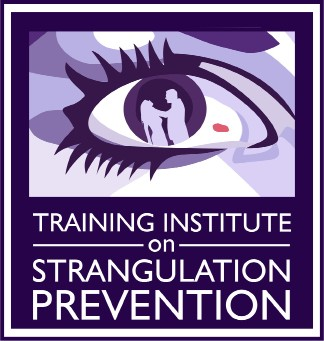 TRAINING INSTITUTE
on
STRANGULATION
PREVENTION